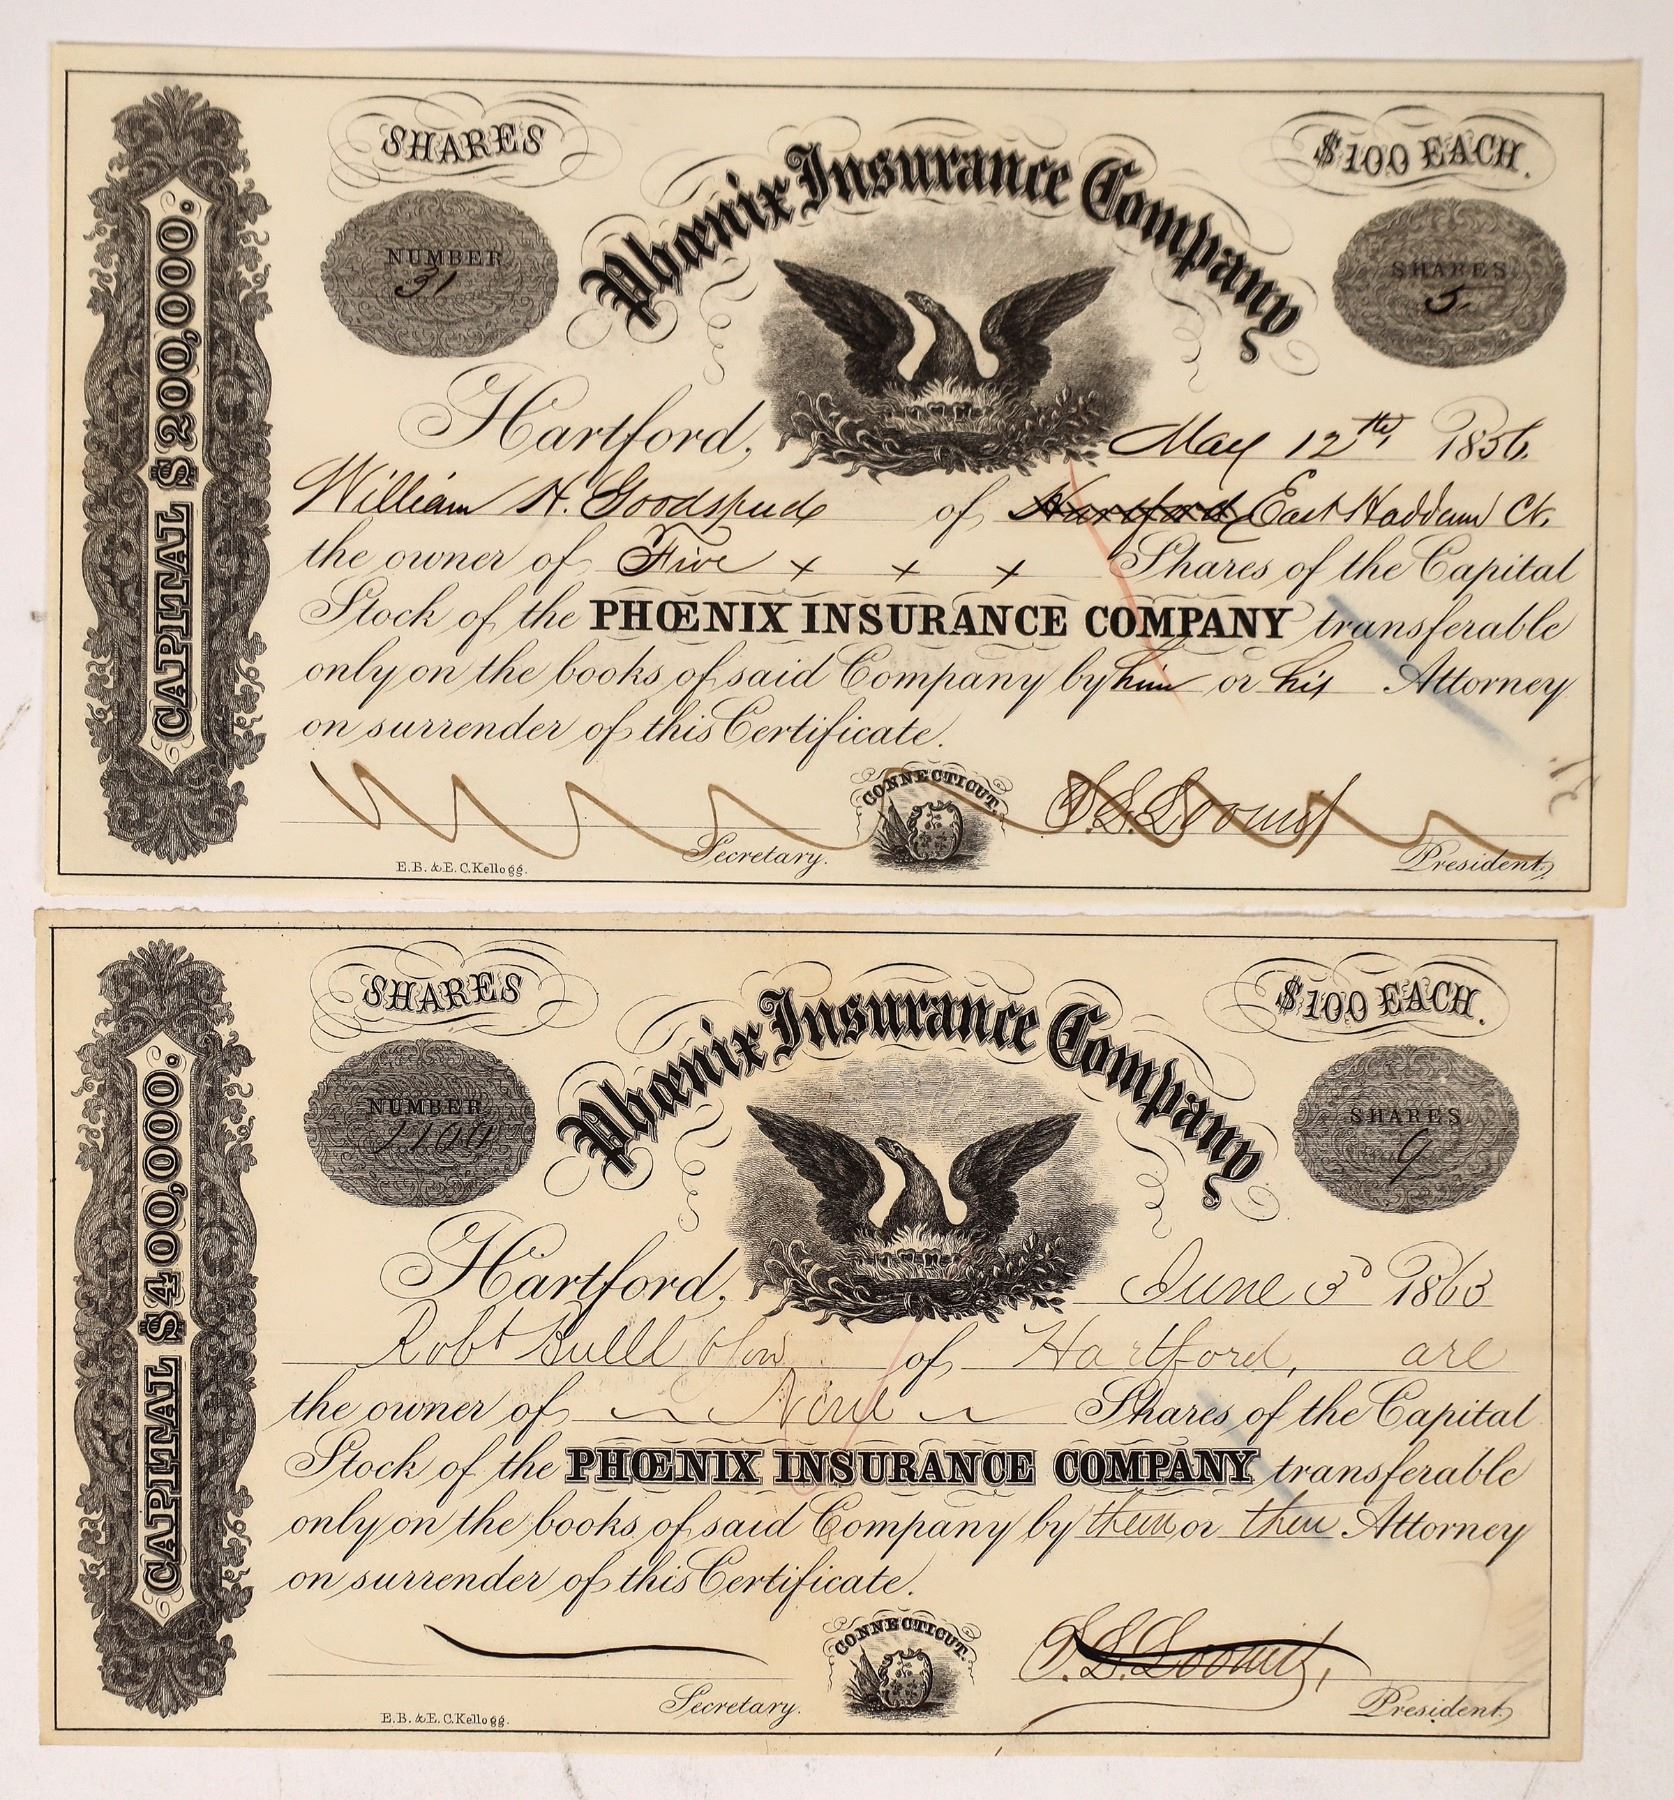 SHARES
Phœnix Insurance Company
$100 EACH.
CAPITAL $200,000.
NUMBER
31
SHARES
5.
Hartford, May 12th, 1856,
William H. Goodspeed of Hartford East Haddam Ct.
the owner of Five x x x Shares of the Capital
Stock of the PHŒNIX INSURANCE COMPANY transferable
only on the books of said Company by him or his Attorney
on surrender of this Certificate.
CONNECTICUT.
S. L. Loomis
Secretary.
President,
E.B. & E.C. Kellogg.
SHARES
Phœnix Insurance Company
$100 EACH.
CAPITAL $400,000.
NUMBER
SHARES
9
Hartford, June 3d 1863
Robt of Hartford, are
the owner of Nine Shares of the Capital
Stock of the PHŒNIX INSURANCE COMPANY transferable
only on the books of said Company by them or their Attorney
on surrender of this Certificate.
CONNECTICUT.
S. L. Loomis,
Secretary.
President,
E.B. & E.C. Kellogg.